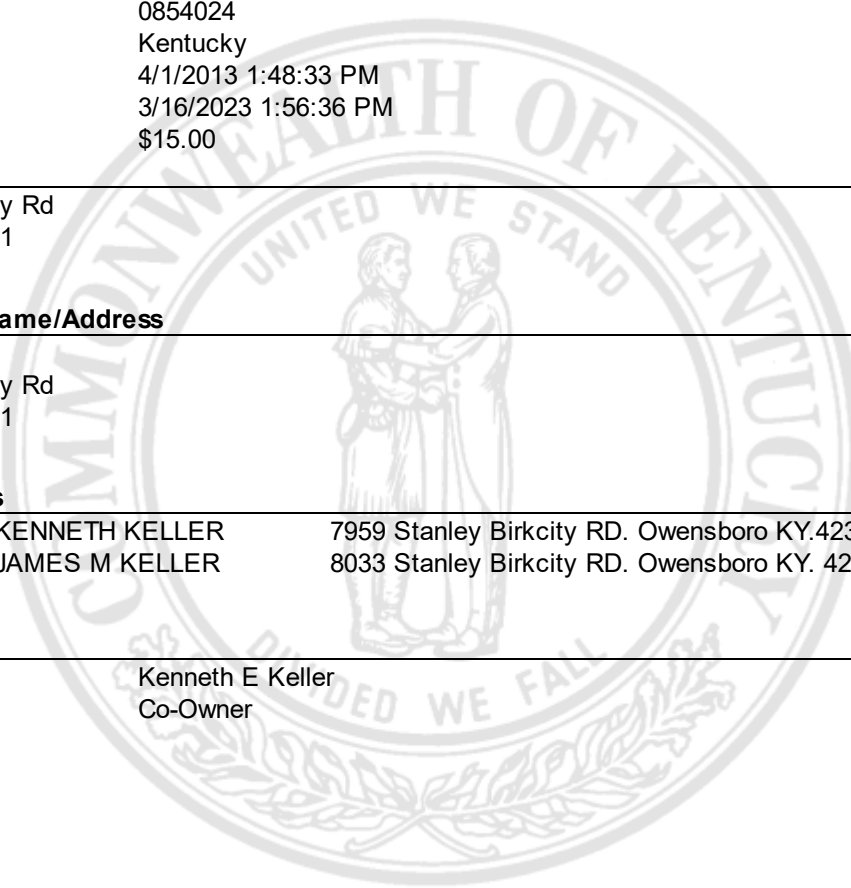 0854024
Kentucky
4/1/2013 1:48:33 PM
3/16/2023 1:56:36 PM
$15.00
y Rd
1
ame/Address
y Rd
1
s
KENNETH KELLER 7959 Stanley Birkcity RD. Owensboro KY.423
JAMES M KELLER 8033 Stanley Birkcity RD. Owensboro KY. 42
Kenneth E Keller
Co-Owner
COMMONWEALTH OF KENTUCKY
UNITED WE STAND
DIVIDED WE FALL